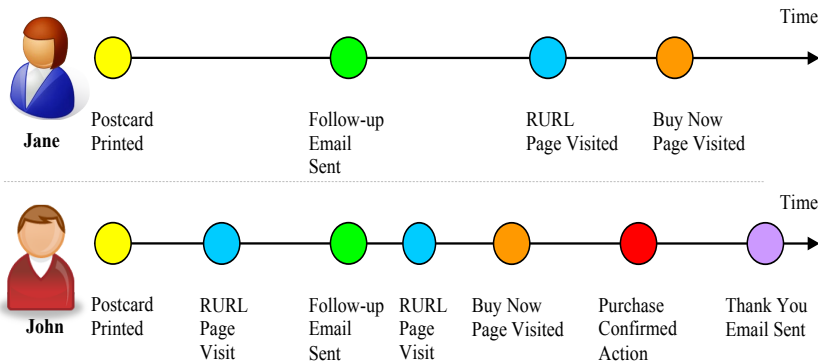 Time
Jane
Postcard
Printed
Follow-up
Email
Sent
RURL
Page Visited
Buy Now
Page Visited
Time
John
Postcard
Printed
RURL
Page
Visit
Follow-up
Email
Sent
RURL
Page
Visit
Buy Now
Page Visited
Purchase
Confirmed
Action
Thank You
Email Sent